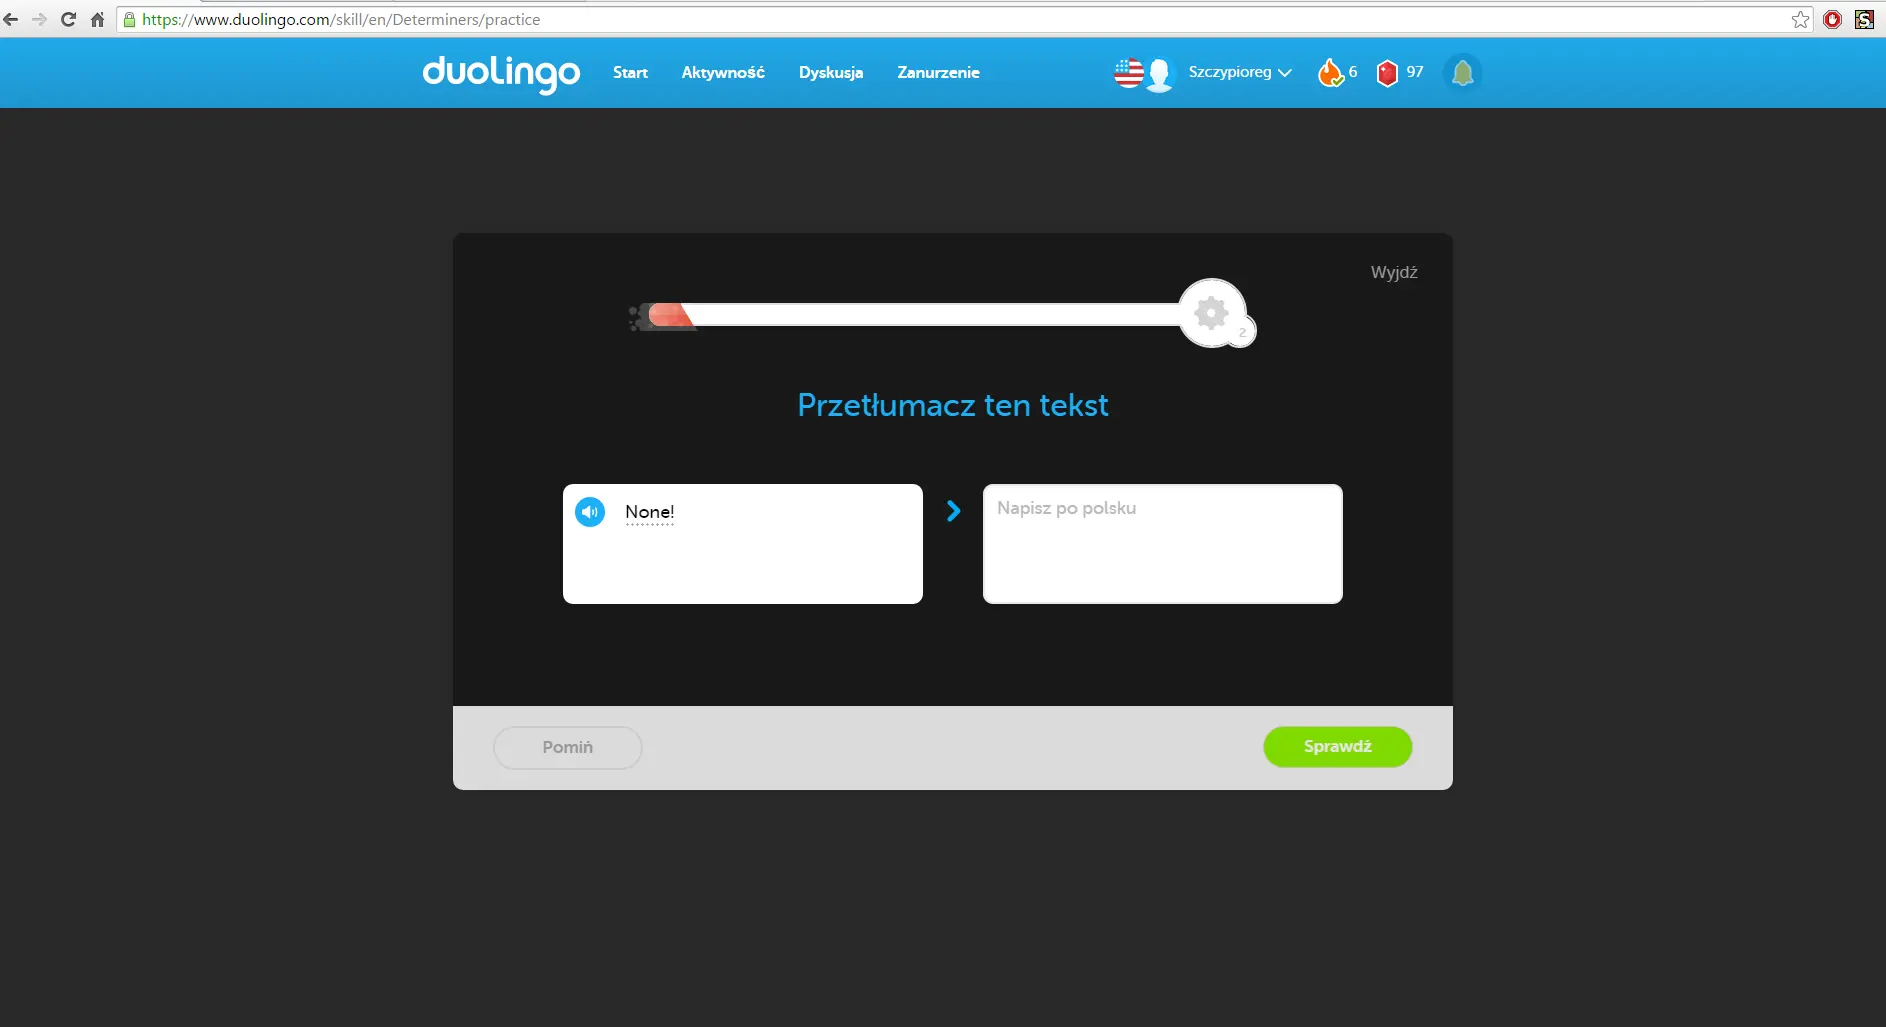 https://www.duolingo.com/skill/en/Determiners/practice
duolingo Start Aktywność Dyskusja Zanurzenie Szczypioreg 6 97
Wyjdź
2
Przetłumacz ten tekst
None! Napisz po polsku
Pomiń Sprawdź